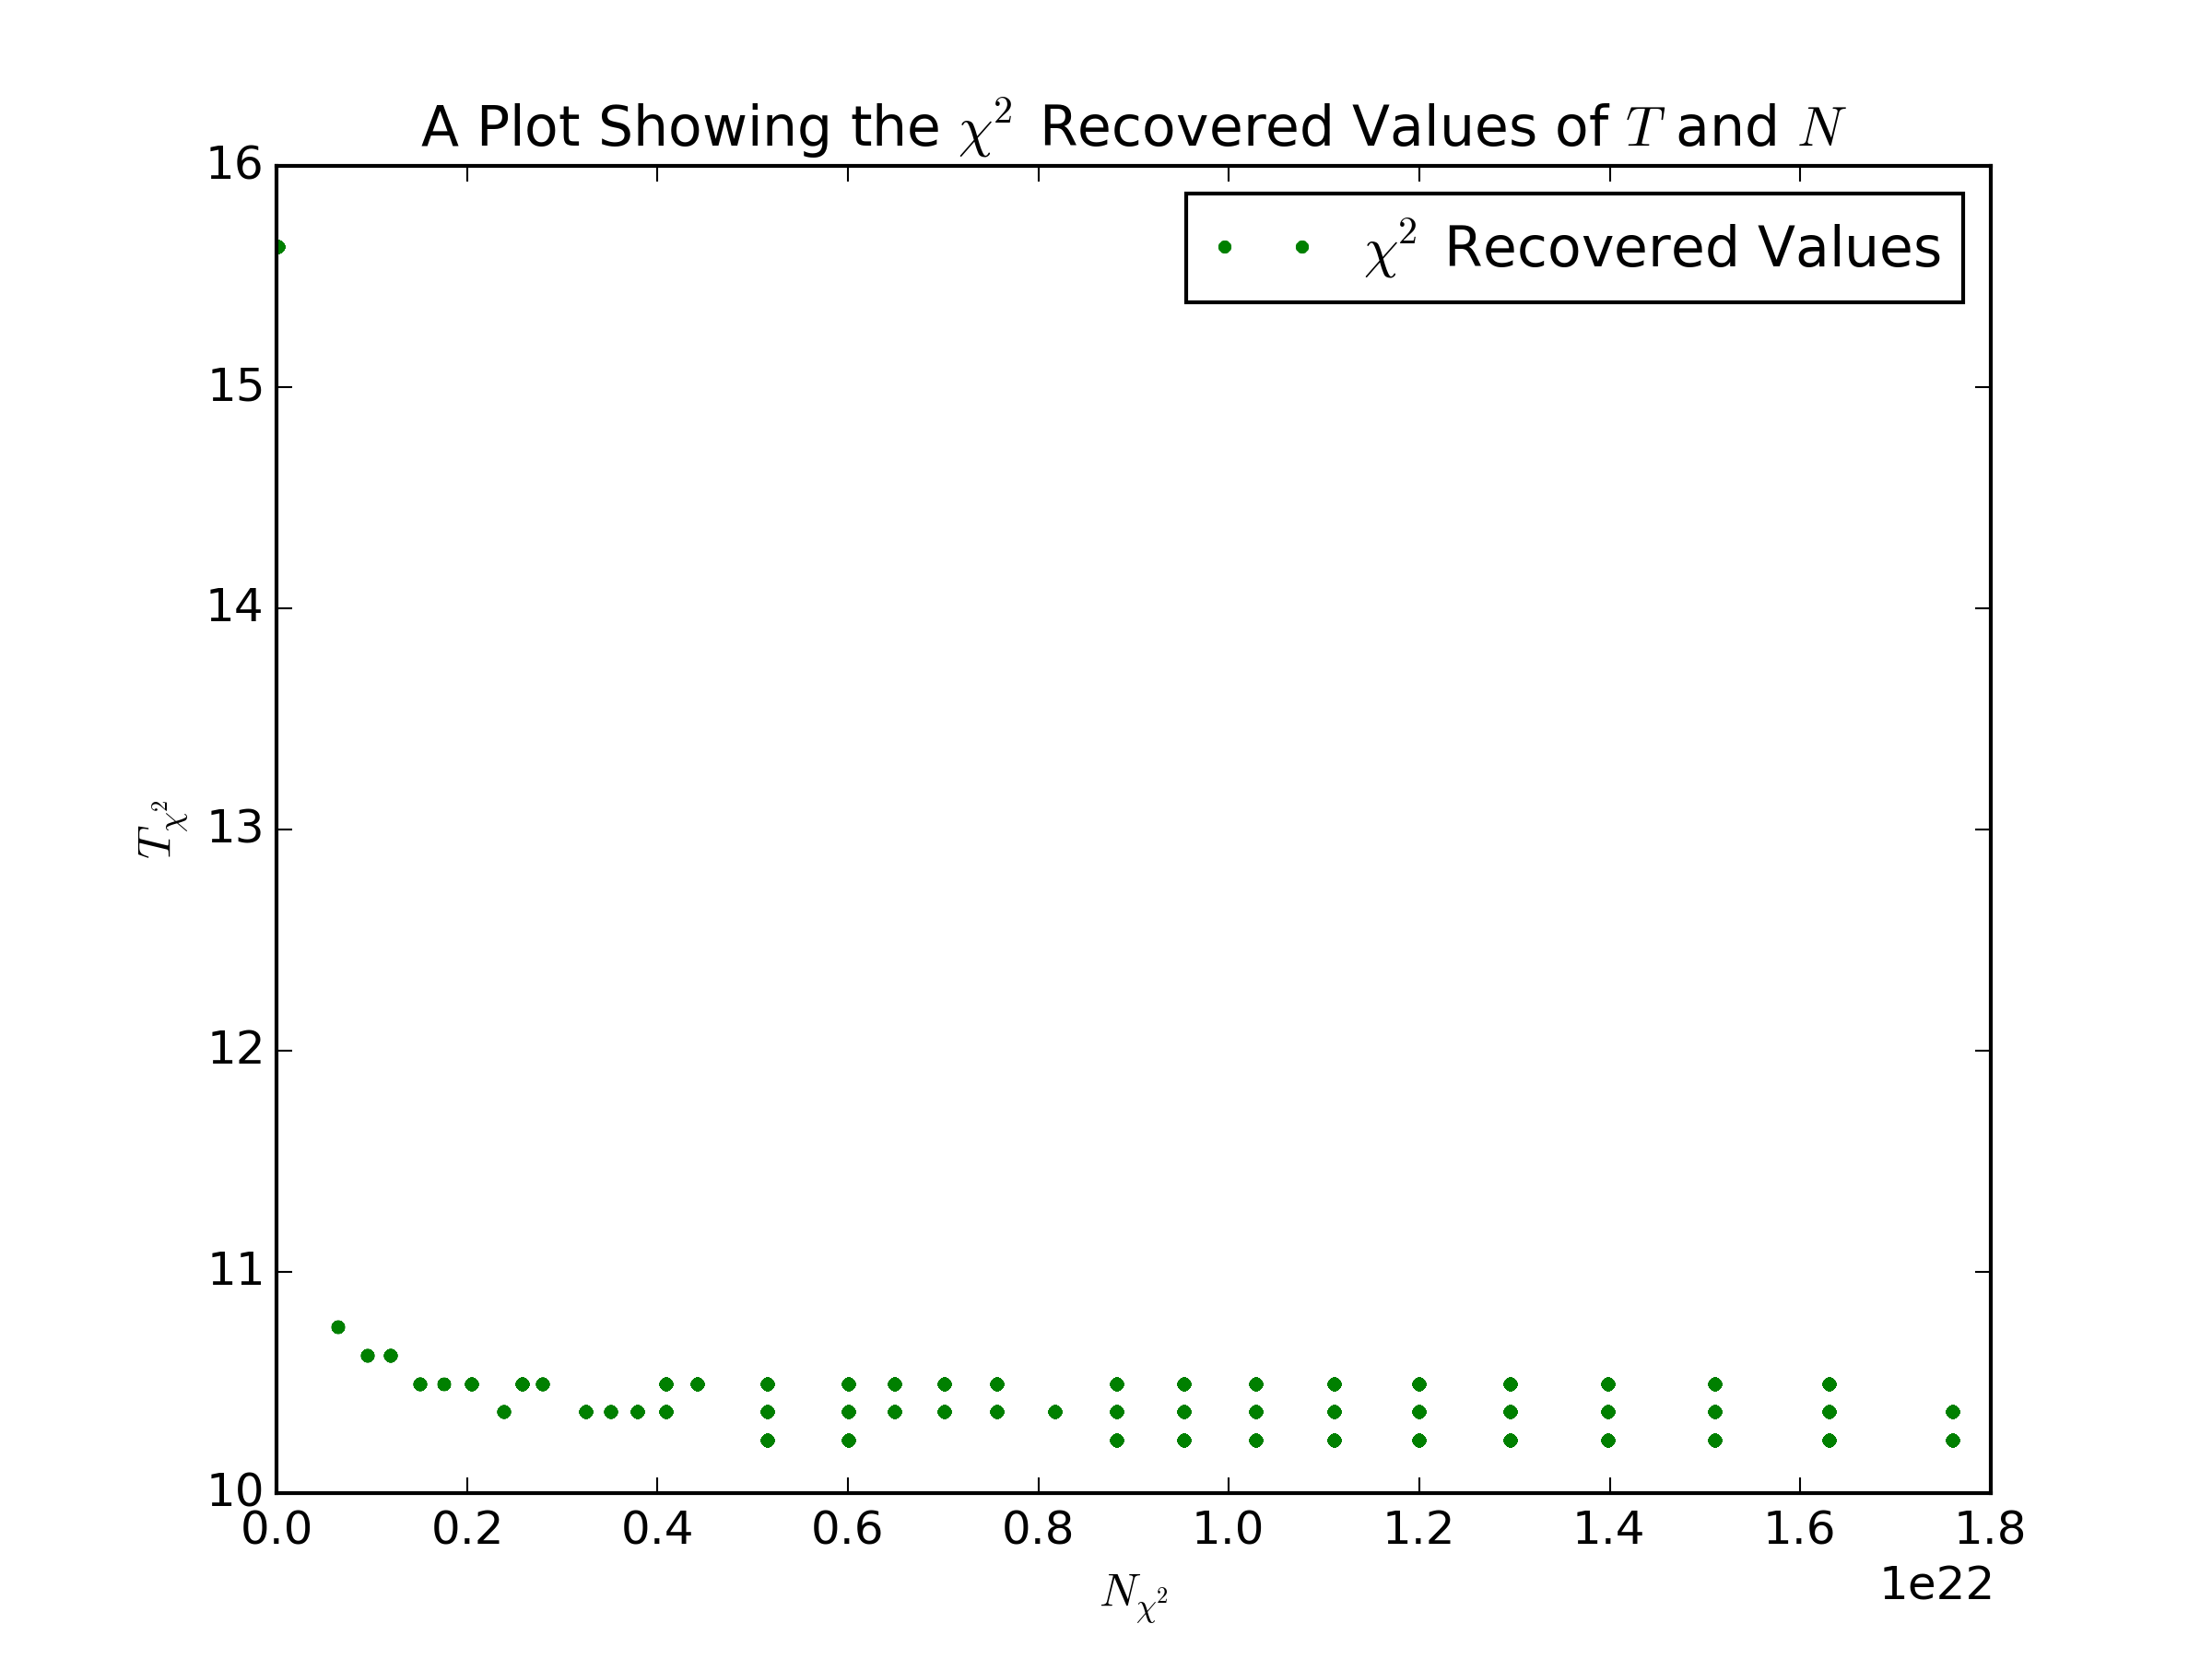 A Plot Showing the χ² Recovered Values of T and N
16
χ² Recovered Values
15
14
13
T_χ²
12
11
10
0.0 0.2 0.4 0.6 0.8 1.0 1.2 1.4 1.6 1.8
1e22
N_χ²